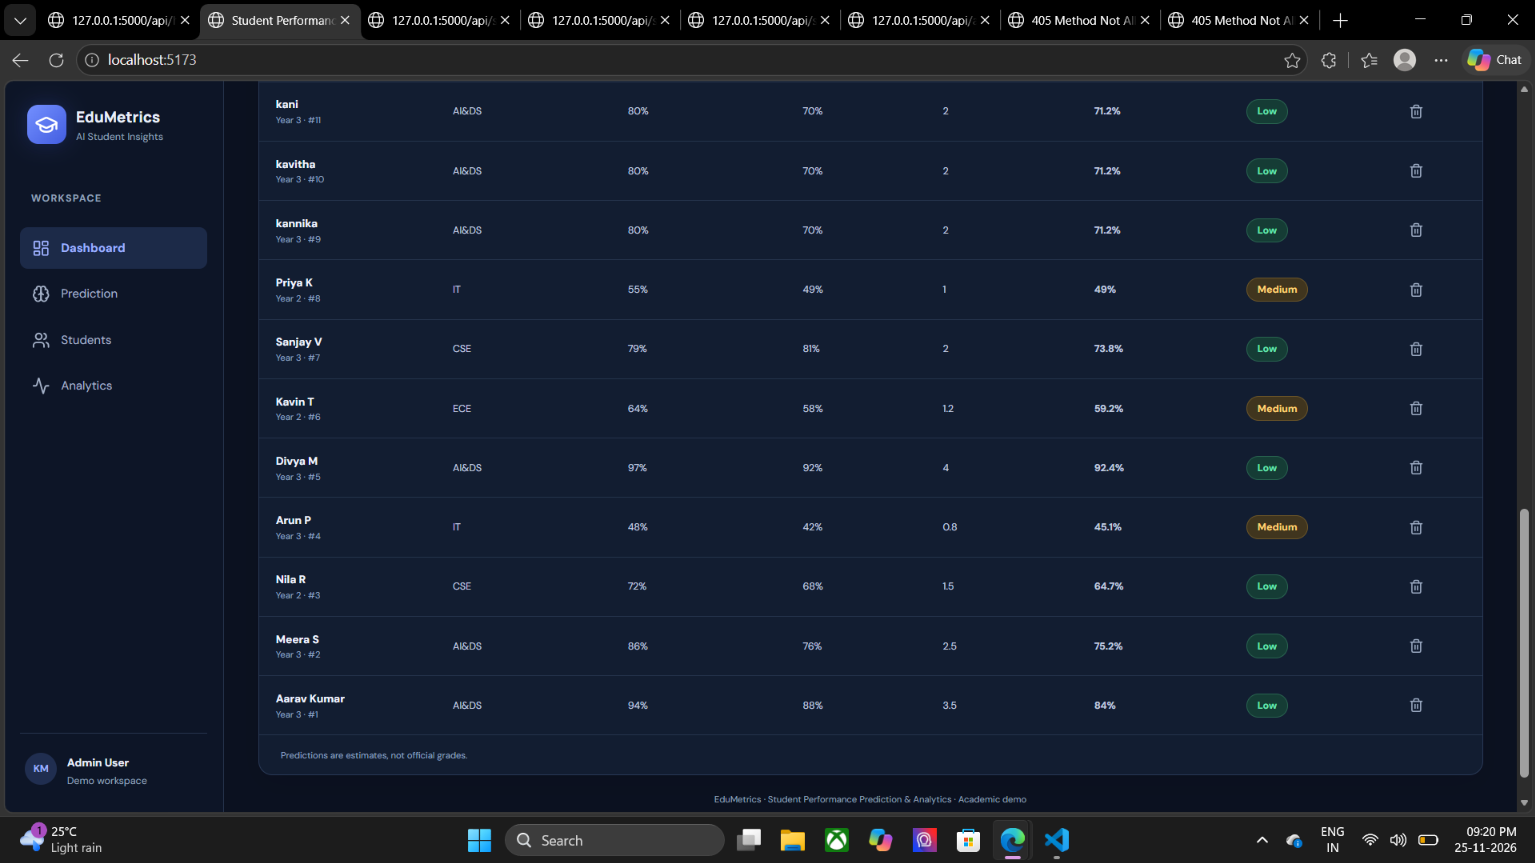 127.0.0.1:5000/api/
Student Performanc
127.0.0.1:5000/api/
127.0.0.1:5000/api/
127.0.0.1:5000/api/
127.0.0.1:5000/api/
405 Method Not Al
405 Method Not Al
localhost:5173
Chat
EduMetrics
AI Student Insights
WORKSPACE
Dashboard
Prediction
Students
Analytics
KM
Admin User
Demo workspace
kani
Year 3 · #11
AI&DS 80% 70% 2 71.2% Low
kavitha
Year 3 · #10
AI&DS 80% 70% 2 71.2% Low
kannika
Year 3 · #9
AI&DS 80% 70% 2 71.2% Low
Priya K
Year 2 · #8
IT 55% 49% 1 49% Medium
Sanjay V
Year 3 · #7
CSE 79% 81% 2 73.8% Low
Kavin T
Year 2 · #6
ECE 64% 58% 1.2 59.2% Medium
Divya M
Year 3 · #5
AI&DS 97% 92% 4 92.4% Low
Arun P
Year 3 · #4
IT 48% 42% 0.8 45.1% Medium
Nila R
Year 2 · #3
CSE 72% 68% 1.5 64.7% Low
Meera S
Year 3 · #2
AI&DS 86% 76% 2.5 75.2% Low
Aarav Kumar
Year 3 · #1
AI&DS 94% 88% 3.5 84% Low
Predictions are estimates, not official grades.
EduMetrics · Student Performance Prediction & Analytics · Academic demo
1
25°C
Light rain
Search
ENG
IN
09:20 PM
25-11-2026